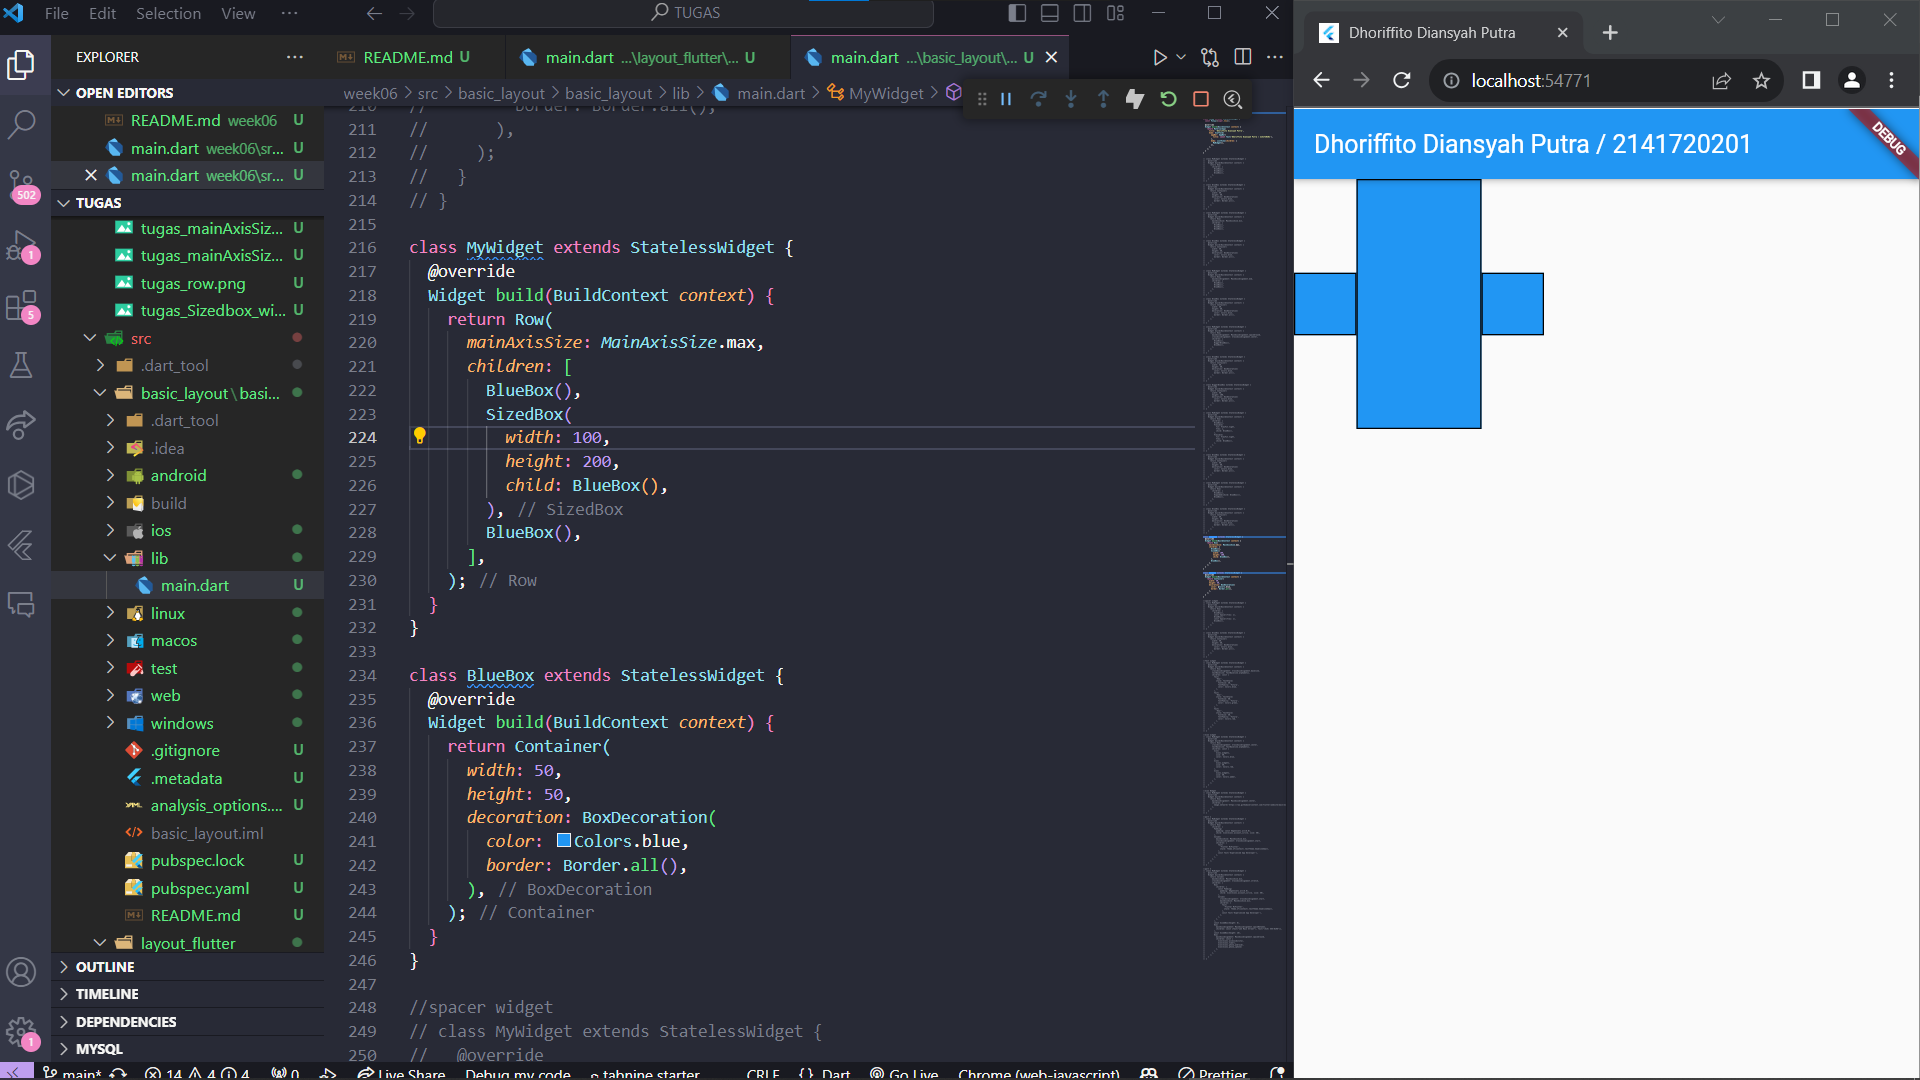 File Edit Selection View ··· TUGAS
EXPLORER
OPEN EDITORS
README.md week06 U
main.dart week06\sr... U
main.dart week06\sr... U
TUGAS
tugas_mainAxisSiz... U
tugas_mainAxisSiz... U
tugas_row.png U
tugas_Sizedbox_wi... U
src
.dart_tool
basic_layout\basi...
.dart_tool
.idea
android
build
ios
lib
main.dart U
linux
macos
test
web
windows
.gitignore U
.metadata U
analysis_options.... U
basic_layout.iml
pubspec.lock U
pubspec.yaml U
README.md U
layout_flutter
OUTLINE
TIMELINE
DEPENDENCIES
MYSQL
502
1
5
1
README.md U
main.dart ...\layout_flutter\... U
main.dart ...\basic_layout\... U
week06 > src > basic_layout > basic_layout > lib > main.dart > MyWidget >
210 // border: Border.all(),
211 // ),
212 // );
213 // }
214 // }
215
216 class MyWidget extends StatelessWidget {
217 @override
218 Widget build(BuildContext context) {
219 return Row(
220 mainAxisSize: MainAxisSize.max,
221 children: [
222 BlueBox(),
223 SizedBox(
224 width: 100,
225 height: 200,
226 child: BlueBox(),
227 ), // SizedBox
228 BlueBox(),
229 ],
230 ); // Row
231 }
232 }
233
234 class BlueBox extends StatelessWidget {
235 @override
236 Widget build(BuildContext context) {
237 return Container(
238 width: 50,
239 height: 50,
240 decoration: BoxDecoration(
241 color: Colors.blue,
242 border: Border.all(),
243 ), // BoxDecoration
244 ); // Container
245 }
246 }
247
248 //spacer widget
249 // class MyWidget extends StatelessWidget {
250 // @override
main* 14 4 4 0 Live Share Debug my code tabnine starter CRLF {} Dart Go Live Chrome (web-javascript) Prettier
Dhoriffito Diansyah Putra
localhost:54771
Dhoriffito Diansyah Putra / 2141720201
DEBUG